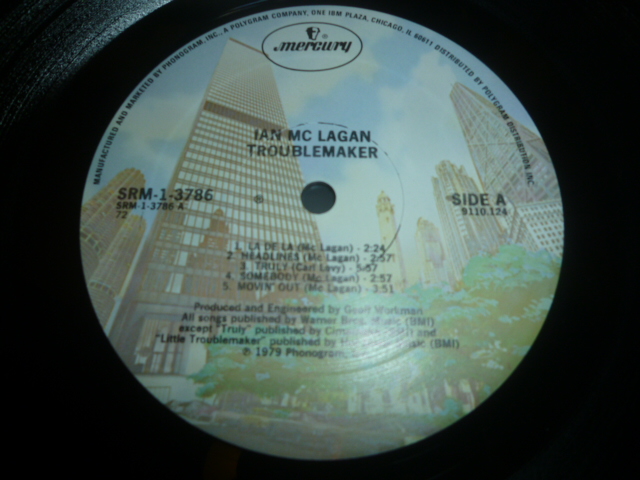 MANUFACTURED AND MARKETED BY PHONOGRAM, INC., A POLYGRAM COMPANY, ONE IBM PLAZA, CHICAGO, IL 60611 DISTRIBUTED BY POLYGRAM DISTRIBUTION, INC.
mercury
IAN MC LAGAN
TROUBLEMAKER
SRM-1-3786
SRM-1-3786 A
72
SIDE A
9110.124
1. LA DE LA (Mc Lagan) - 2:24
2. HEADLINES (Mc Lagan) - 2:57
3. TRULY (Carl Levy) - 5:57
4. SOMEBODY (Mc Lagan) - 2:57
5. MOVIN' OUT (Mc Lagan) - 3:51
Produced and Engineered by Geoff Workman
All songs published by Warner Bros. Music (BMI)
except "Truly" published by
"Little Troublemaker" published by Music (BMI)
℗ 1979 Phonogram,